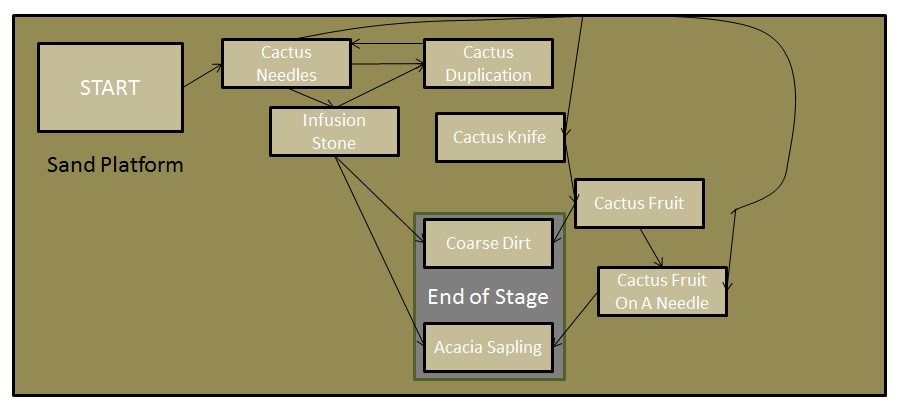 START
Sand Platform
Cactus
Needles
Cactus
Duplication
Infusion
Stone
Cactus Knife
Cactus Fruit
Coarse Dirt
End of Stage
Cactus Fruit
On A Needle
Acacia Sapling